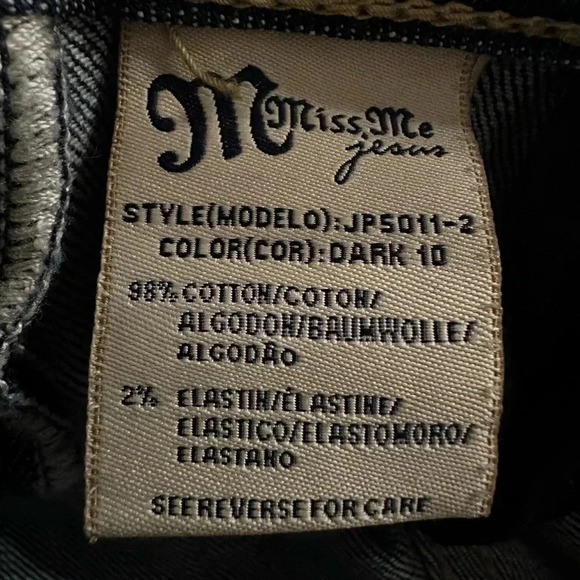 M Miss Me
jesus
STYLE(MODELO):JP5011-2
COLOR(COR):DARK 10
98% COTTON/COTON/
ALGODON/BAUMWOLLE/
ALGODÃO
2% ELASTIN/ÉLASTINE/
ELASTICO/ELASTOMORO/
ELASTANO
SEE REVERSE FOR CARE